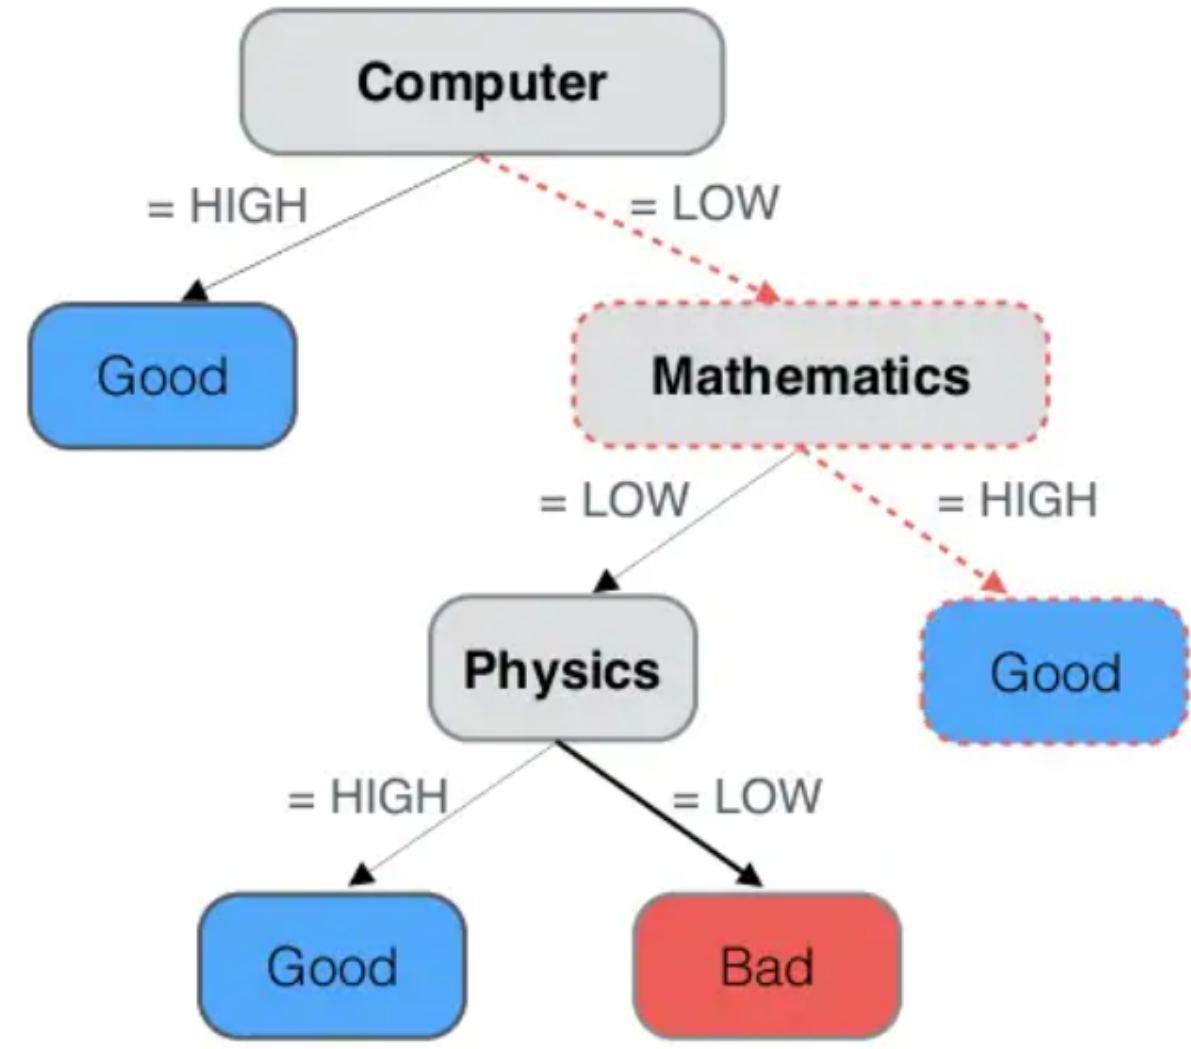 Computer
= HIGH
= LOW
Good
Mathematics
= LOW
= HIGH
Physics
Good
= HIGH
= LOW
Good
Bad